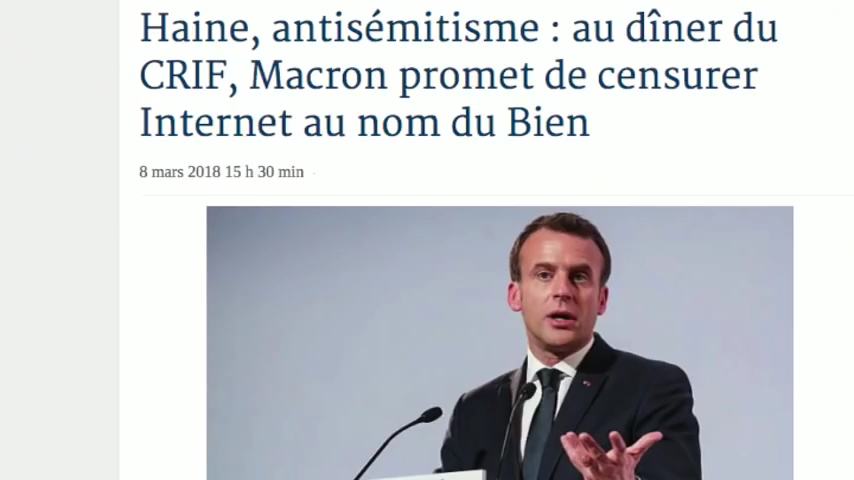 Haine, antisémitisme : au dîner du
CRIF, Macron promet de censurer
Internet au nom du Bien
8 mars 2018 15 h 30 min